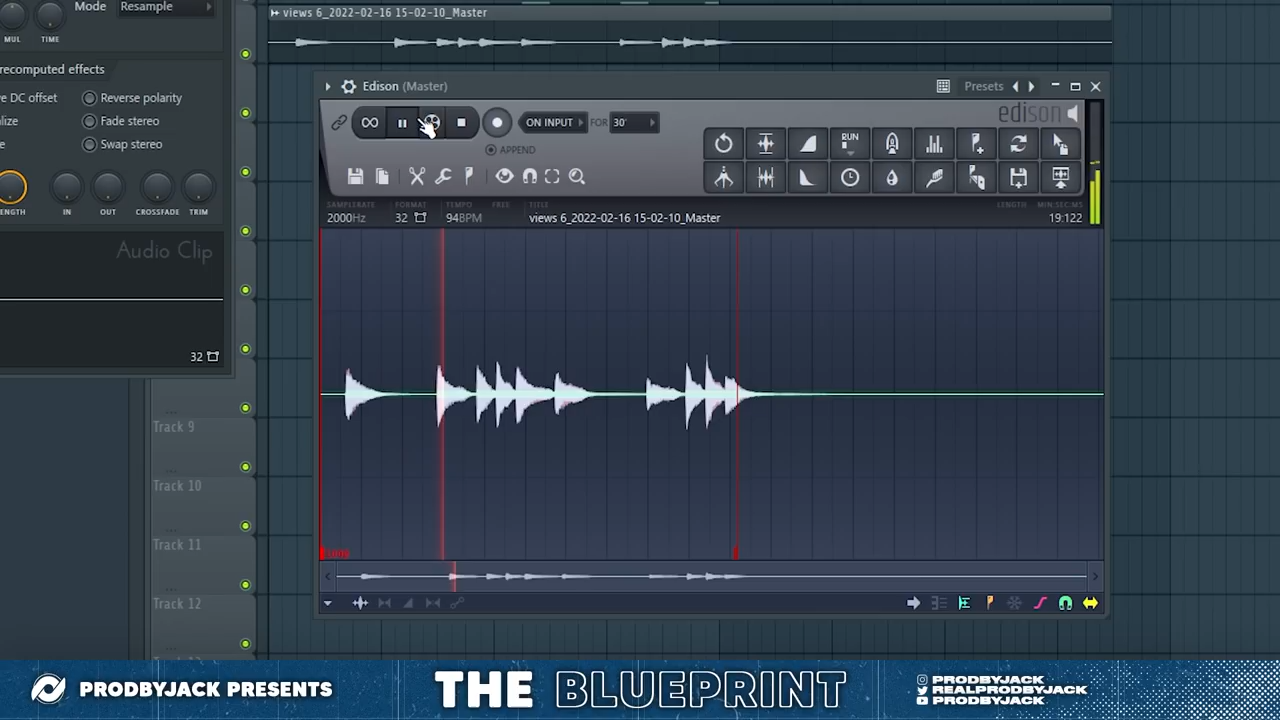 Mode Resample
MUL TIME
recomputed effects
ve DC offset Reverse polarity
alize Fade stereo
e Swap stereo
ENGTH IN OUT CROSSFADE TRIM
Audio Clip
32
views 6_2022-02-16 15-02-10_Master
Edison (Master) Presets
edison
ON INPUT FOR 30'
APPEND
RUN
SAMPLERATE FORMAT TEMPO FREE TITLE LENGTH MIN:SEC:MS
2000Hz 32 94BPM views 6_2022-02-16 15-02-10_Master 19:122
Track 9
Track 10
Track 11
Track 12
PRODBYJACK PRESENTS
THE BLUEPRINT
PRODBYJACK
REALPRODBYJACK
PRODBYJACK